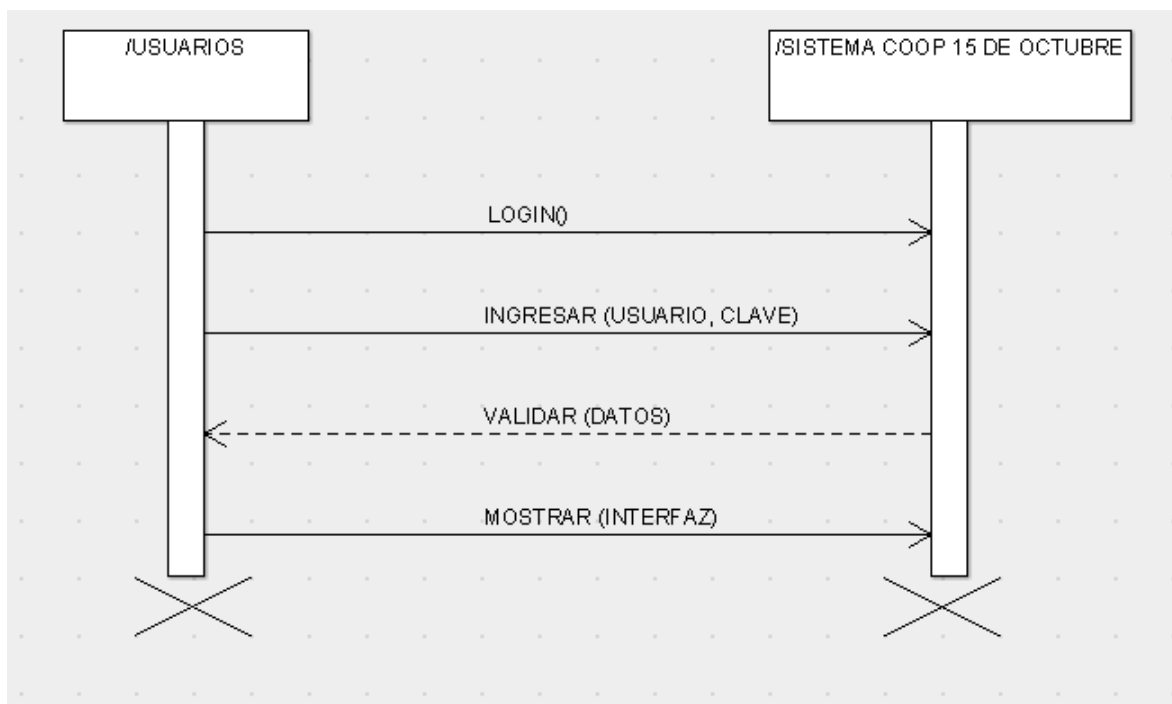 /USUARIOS
/SISTEMA COOP 15 DE OCTUBRE
LOGIN()
INGRESAR (USUARIO, CLAVE)
VALIDAR (DATOS)
MOSTRAR (INTERFAZ)